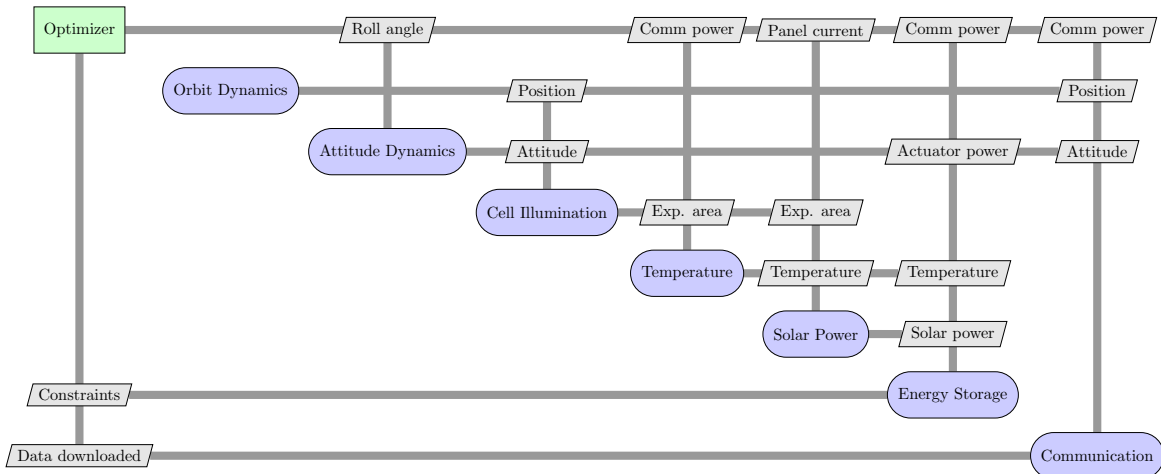 Optimizer
Roll angle
Comm power
Panel current
Comm power
Comm power
Orbit Dynamics
Position
Position
Attitude Dynamics
Attitude
Actuator power
Attitude
Cell Illumination
Exp. area
Exp. area
Temperature
Temperature
Temperature
Solar Power
Solar power
Constraints
Energy Storage
Data downloaded
Communication